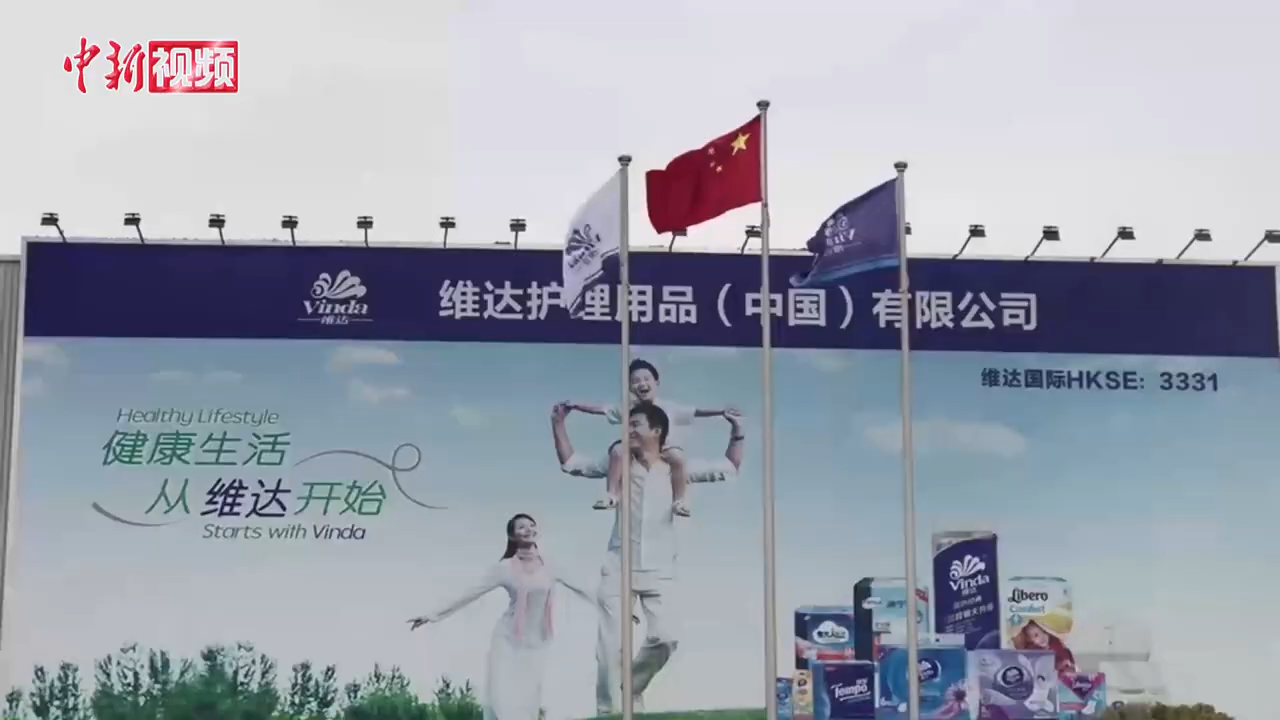 中新视频
Vinda
维达
维达护理用品（中国）有限公司
维达国际HKSE：3331
Healthy Lifestyle
健康生活
从维达开始
Starts with Vinda
Vinda
维达
Libero
Comfort
Tempo